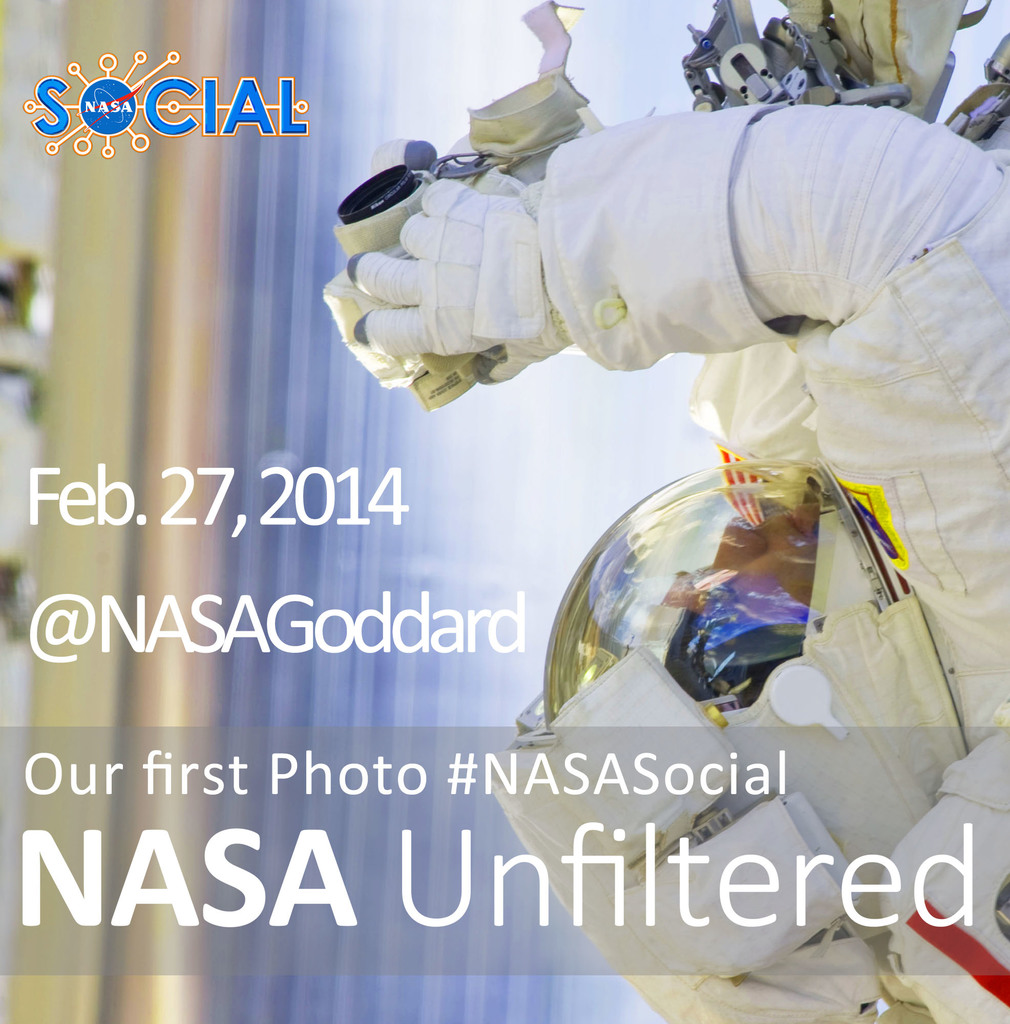 SOCIAL
NASA
Feb. 27, 2014
@NASAGoddard
Our first Photo #NASASocial
NASA Unfiltered